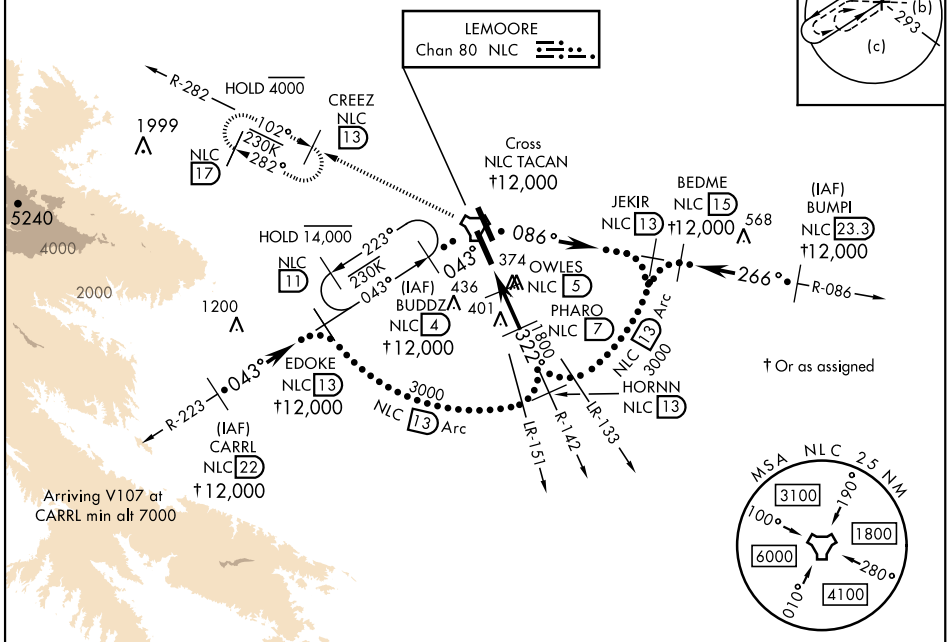 LEMOORE
Chan 80 NLC
(b)
293
(c)
R-282
HOLD 4000
CREEZ
NLC
13
102°
230K
282°
1999
NLC
17
Cross
NLC TACAN
†12,000
5240
4000
2000
JEKIR
NLC 13
BEDME
NLC 15
†12,000
568
(IAF)
BUMPI
NLC 23.3
†12,000
086°
266°
R-086
HOLD 14,000
223°
230K
043°
NLC
11
043°
(IAF)
BUDDZ
NLC 4
†12,000
374
436
401
OWLES
NLC 5
PHARO
NLC 7
1800
322°
NLC 13 Arc
3000
1200
† Or as assigned
EDOKE
NLC 13
†12,000
043°
R-223
3000
NLC 13 Arc
HORNN
NLC 13
LR-151
R-142
LR-133
(IAF)
CARRL
NLC 22
†12,000
Arriving V107 at
CARRL min alt 7000
MSA NLC 25 NM
3100
190°
100°
1800
6000
280°
010°
4100